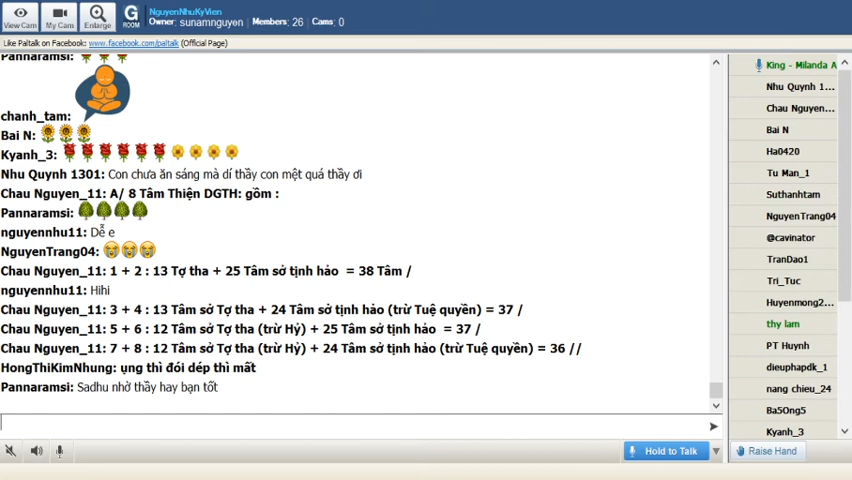 NguyenNhuKyVien
Owner: sunamnguyen Members: 26 Cams: 0
View Cam My Cam Enlarge G ROOM
Like Paltalk on Facebook: www.facebook.com/paltalk (Official Page)
Pannaramsi:
chanh_tam:
Bai N:
Kyanh_3:
Nhu Quynh 1301: Con chưa ăn sáng mà dí thầy con mệt quá thầy ơi
Chau Nguyen_11: A/ 8 Tâm Thiện DGTH: gồm :
Pannaramsi:
nguyennhu11: Dễ e
NguyenTrang04:
Chau Nguyen_11: 1 + 2 : 13 Tợ tha + 25 Tâm sở tịnh hảo = 38 Tâm /
nguyennhu11: Hihi
Chau Nguyen_11: 3 + 4 : 13 Tâm sở Tợ tha + 24 Tâm sở tịnh hảo (trừ Tuệ quyền) = 37 /
Chau Nguyen_11: 5 + 6 : 12 Tâm sở Tợ tha (trừ Hỷ) + 25 Tâm sở tịnh hảo = 37 /
Chau Nguyen_11: 7 + 8 : 12 Tâm sở Tợ tha (trừ Hỷ) + 24 Tâm sở tịnh hảo (trừ Tuệ quyền) = 36 //
HongThiKimNhung: ụng thì đói dép thì mất
Pannaramsi: Sadhu nhờ thầy hay bạn tốt
King - Milanda A
Nhu Quynh 1...
Chau Nguyen...
Bai N
Ha0420
Tu Man_1
Suthanhtam
NguyenTrang04
@cavinator
TranDao1
Tri_Tuc
Huyenmong2...
thy lam
PT Huynh
dieuphapdk_1
nang chieu_24
Ba5Ong5
Kyanh_3
Hold to Talk
Raise Hand